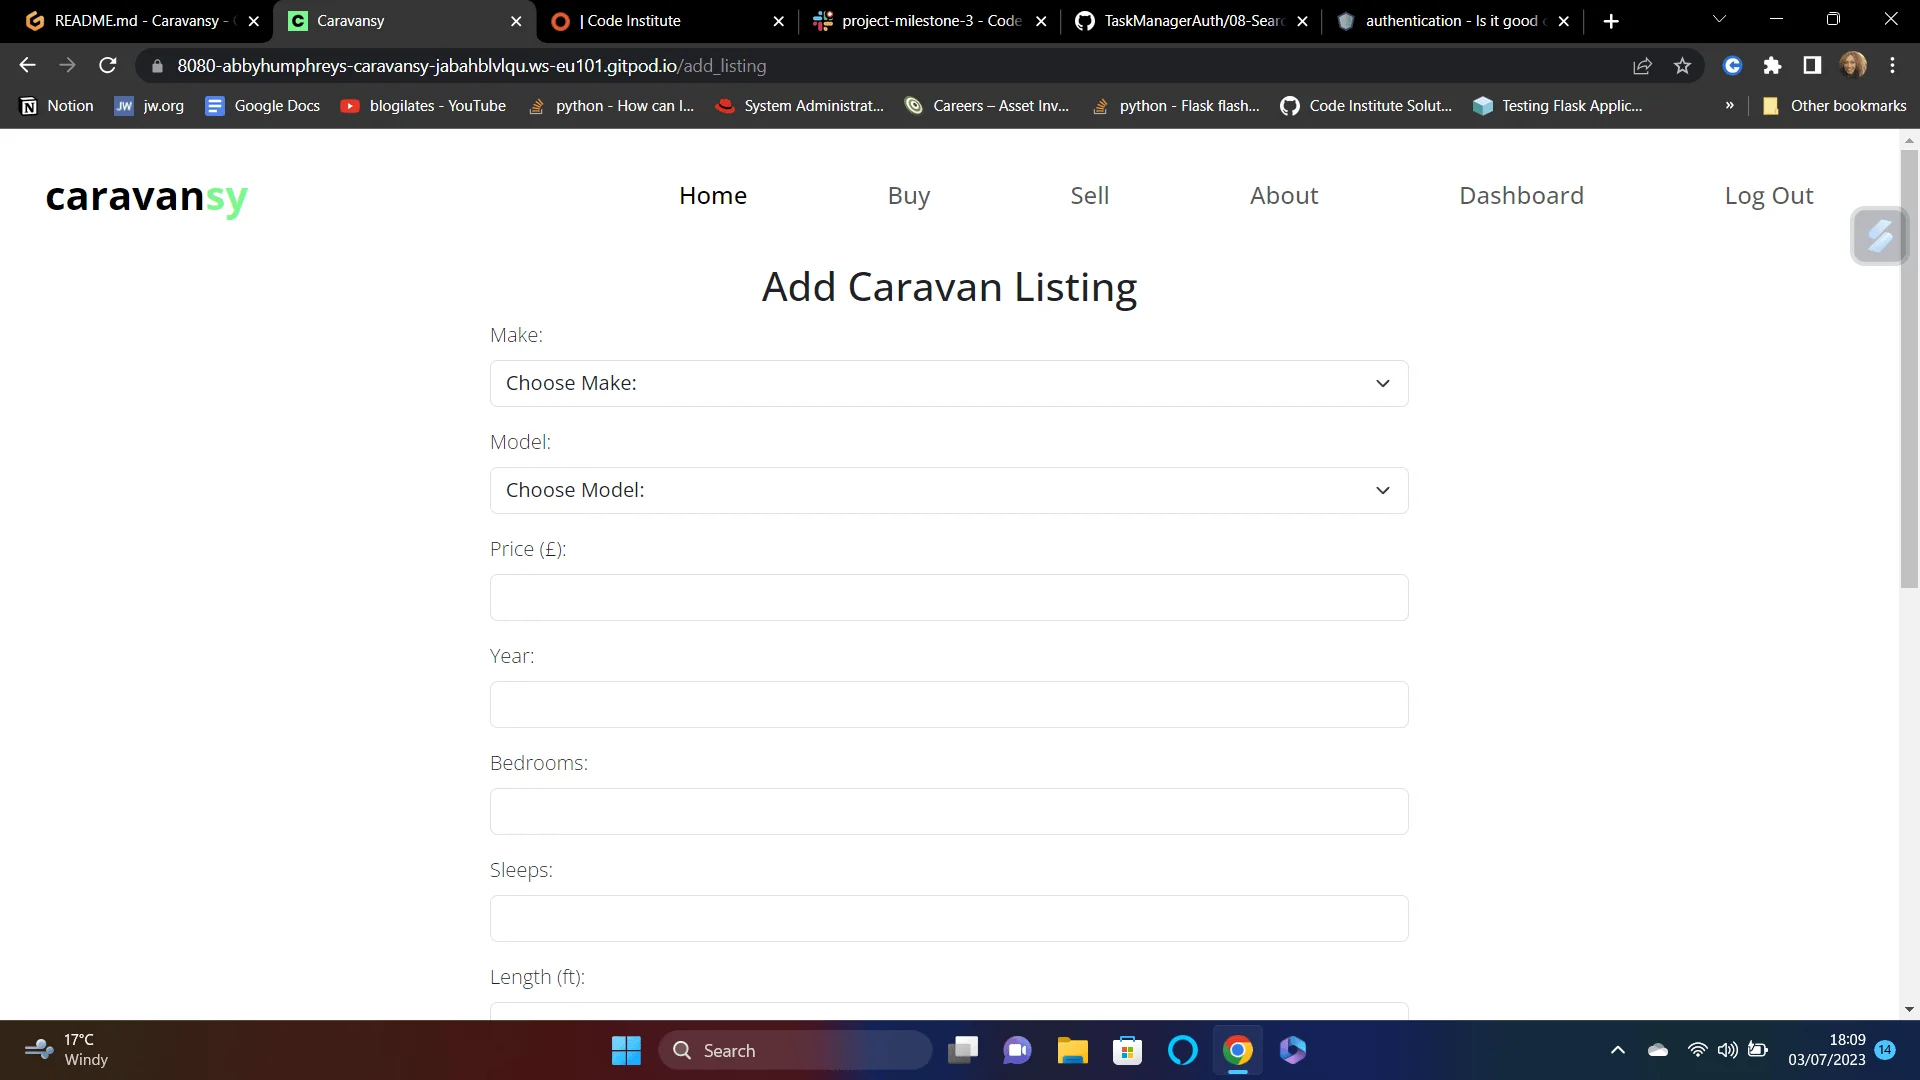 README.md - Caravansy -
Caravansy
| Code Institute
project-milestone-3 - Code
TaskManagerAuth/08-Sear
authentication - Is it good
8080-abbyhumphreys-caravansy-jabahblvlqu.ws-eu101.gitpod.io/add_listing
Notion
jw.org
Google Docs
blogilates - YouTube
python - How can I...
System Administrat...
Careers – Asset Inv...
python - Flask flash...
Code Institute Solut...
Testing Flask Applic...
»
Other bookmarks
caravansy
Home
Buy
Sell
About
Dashboard
Log Out
Add Caravan Listing
Make:
Choose Make:
Model:
Choose Model:
Price (£):
Year:
Bedrooms:
Sleeps:
Length (ft):
17°C
Windy
Search
18:09
03/07/2023
14